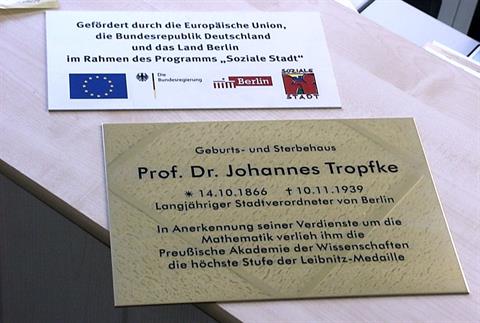 Gefördert durch die Europäische Union,
die Bundesrepublik Deutschland
und das Land Berlin
im Rahmen des Programms „Soziale Stadt“
Die
Bundesregierung
Berlin
SOZIALE
STADT
Geburts- und Sterbehaus
Prof. Dr. Johannes Tropfke
✶ 14.10.1866 ✝ 10.11.1939
Langjähriger Stadtverordneter von Berlin
In Anerkennung seiner Verdienste um die
Mathematik verlieh ihm die
Preußische Akademie der Wissenschaften
die höchste Stufe der Leibnitz-Medaille